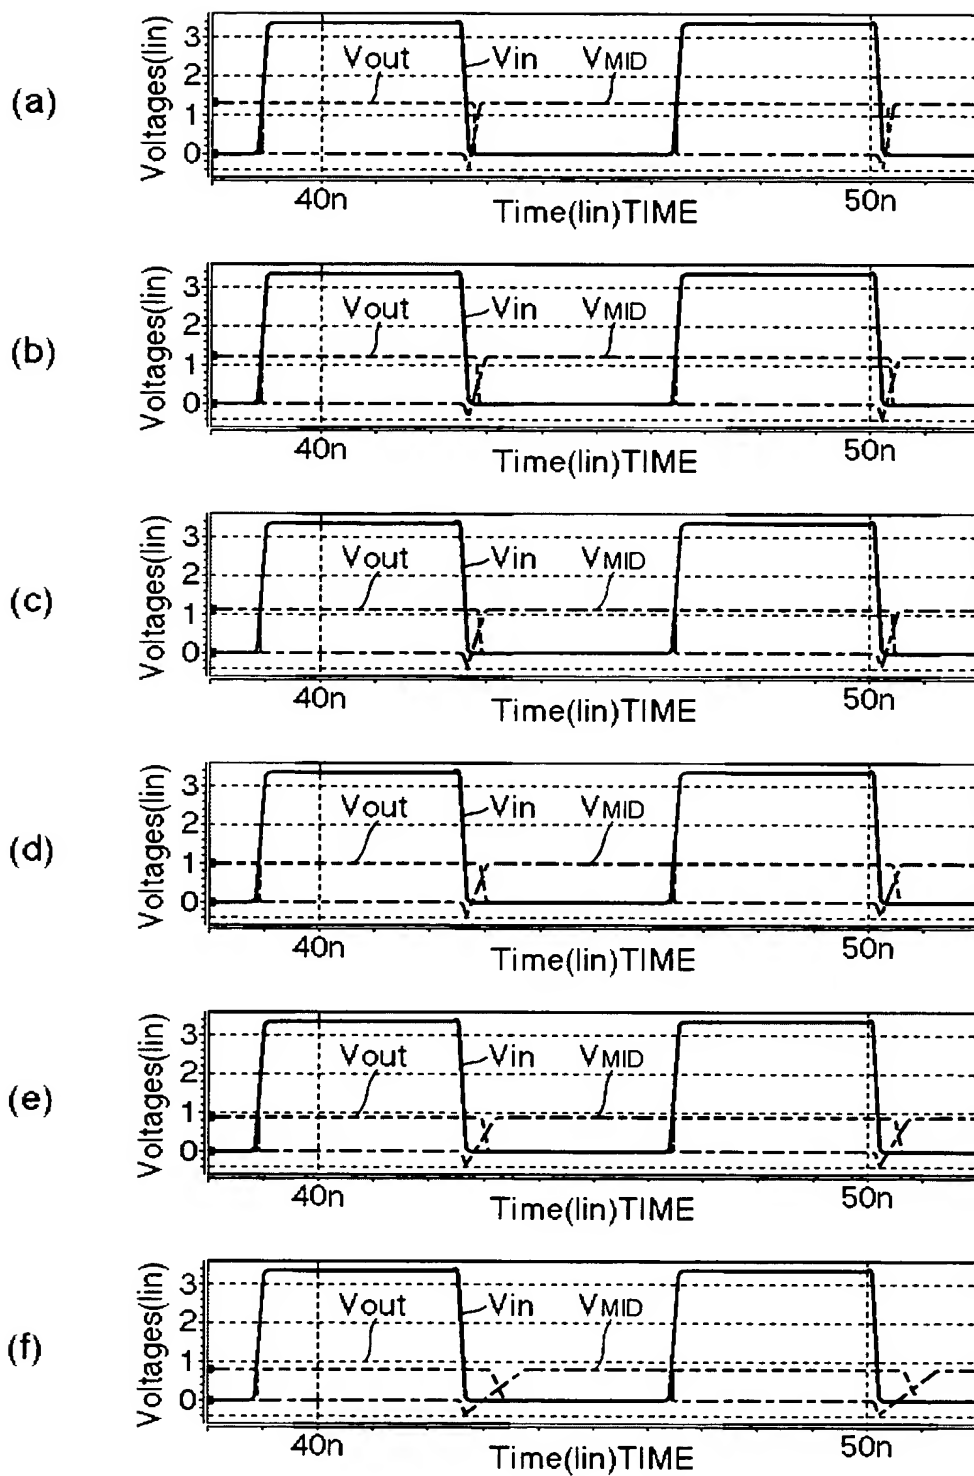 (a)
Voltages(lin)
3
2
1
0
Vout
Vin
VMID
40n
50n
Time(lin)TIME
(b)
Voltages(lin)
3
2
1
0
Vout
Vin
VMID
40n
50n
Time(lin)TIME
(c)
Voltages(lin)
3
2
1
0
Vout
Vin
VMID
40n
50n
Time(lin)TIME
(d)
Voltages(lin)
3
2
1
0
Vout
Vin
VMID
40n
50n
Time(lin)TIME
(e)
Voltages(lin)
3
2
1
0
Vout
Vin
VMID
40n
50n
Time(lin)TIME
(f)
Voltages(lin)
3
2
1
0
Vout
Vin
VMID
40n
50n
Time(lin)TIME